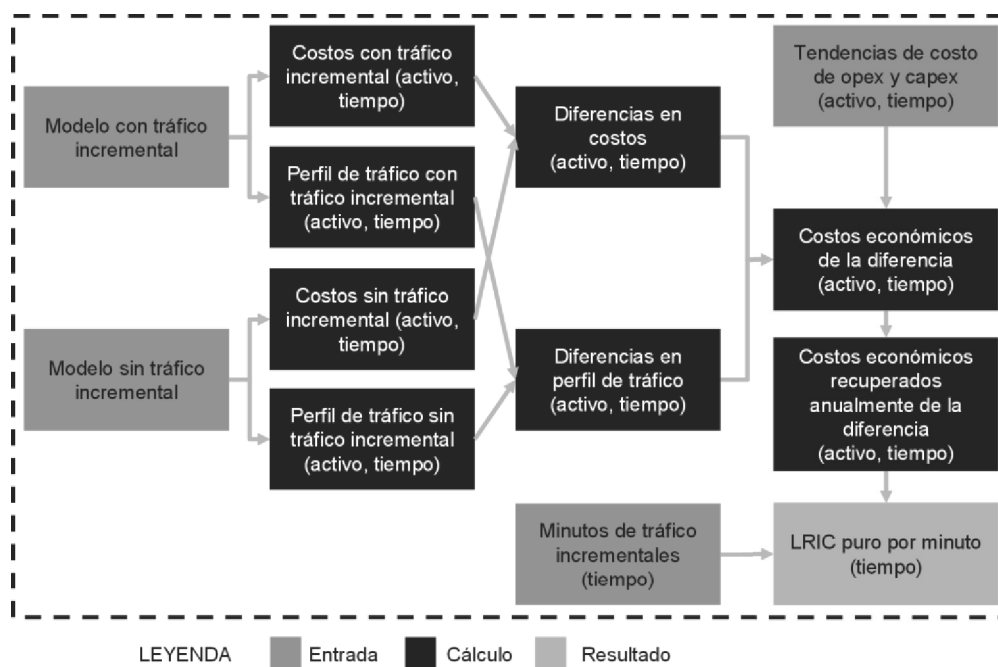 Modelo con tráfico
incremental
Modelo sin tráfico
incremental
Costos con tráfico
incremental (activo,
tiempo)
Perfil de tráfico con
tráfico incremental
(activo, tiempo)
Costos sin tráfico
incremental (activo,
tiempo)
Perfil de tráfico sin
tráfico incremental
(activo, tiempo)
Diferencias en
costos
(activo, tiempo)
Diferencias en
perfil de tráfico
(activo, tiempo)
Minutos de tráfico
incrementales
(tiempo)
Tendencias de costo
de opex y capex
(activo, tiempo)
Costos económicos
de la diferencia
(activo, tiempo)
Costos económicos
recuperados
anualmente de la
diferencia
(activo, tiempo)
LRIC puro por minuto
(tiempo)
LEYENDA
Entrada
Cálculo
Resultado